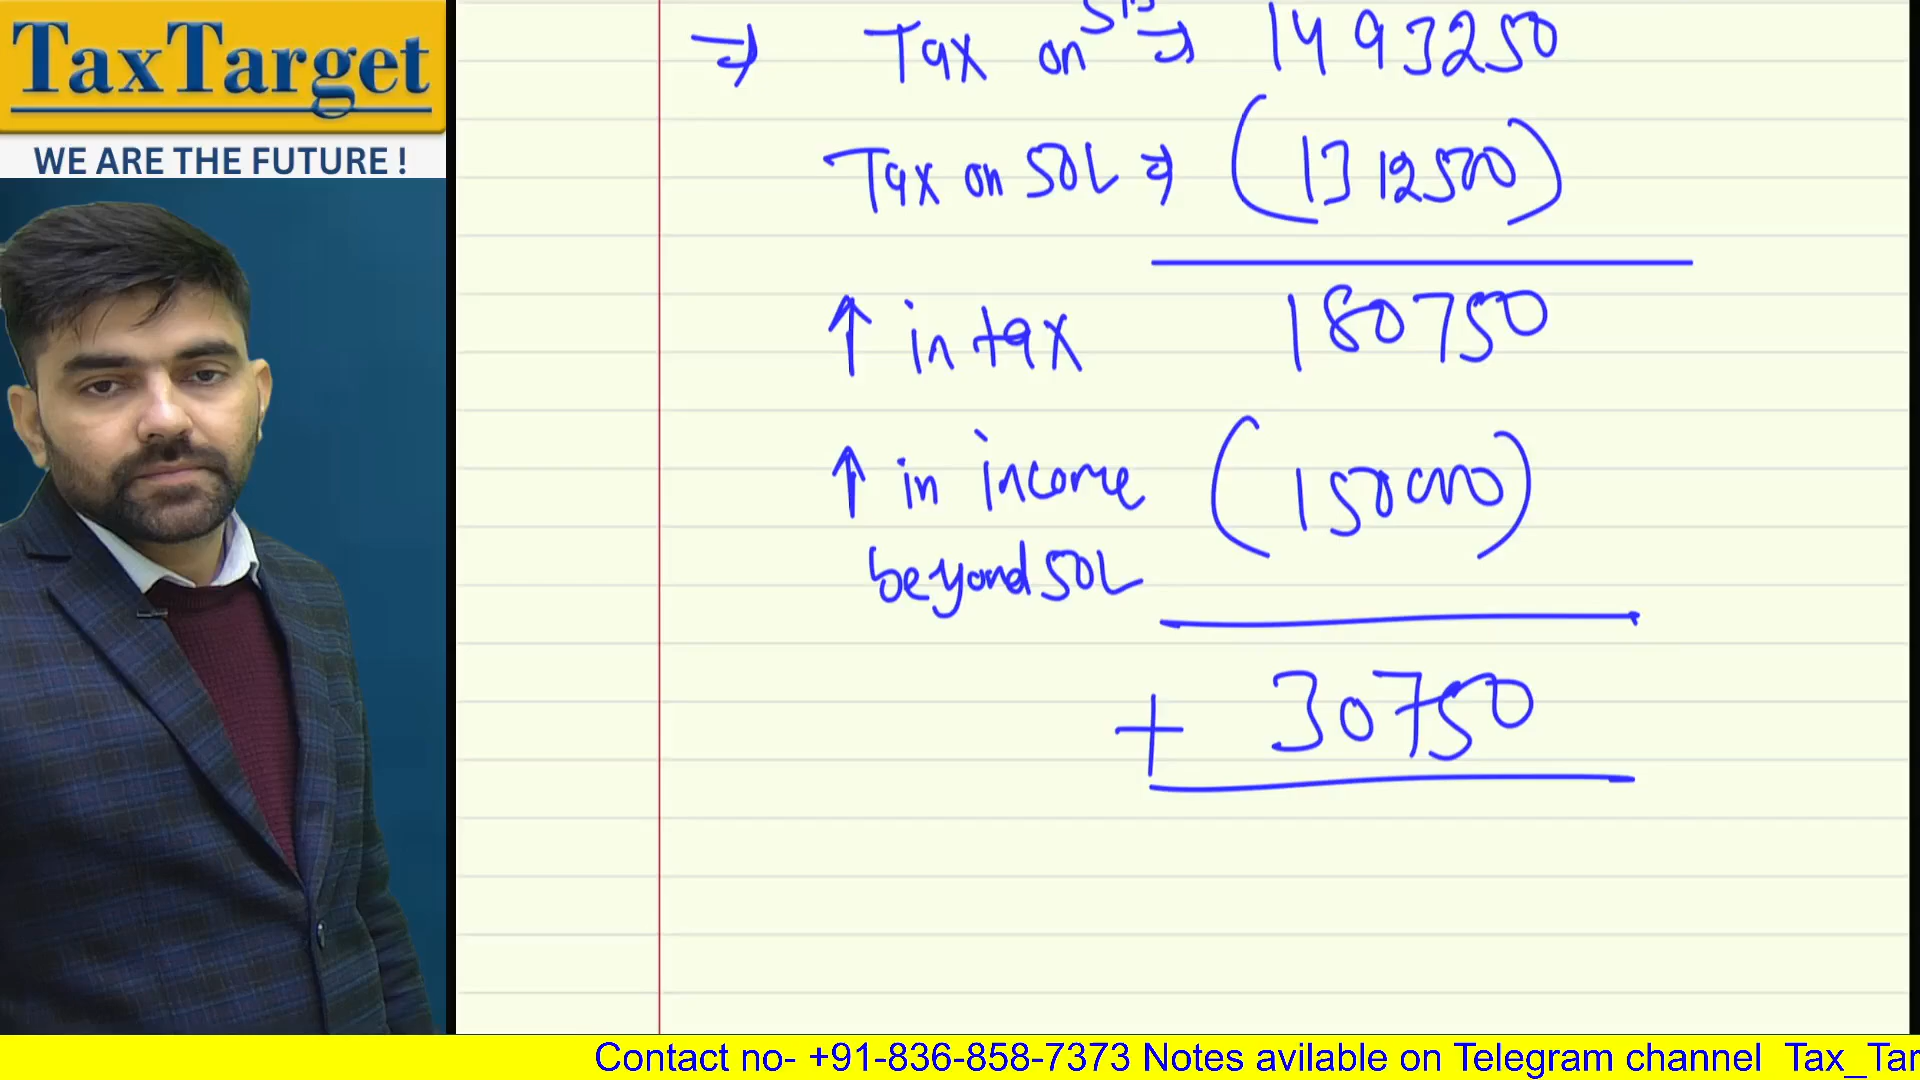 TaxTarget
WE ARE THE FUTURE !
⇒ Tax on ⇒ 1493250
Tax on 50L ⇒ (1312500)
↑ in tax 180750
↑ in income (150000)
beyond 50L
+ 30750
Contact no- +91-836-858-7373 Notes avilable on Telegram channel Tax_Tar